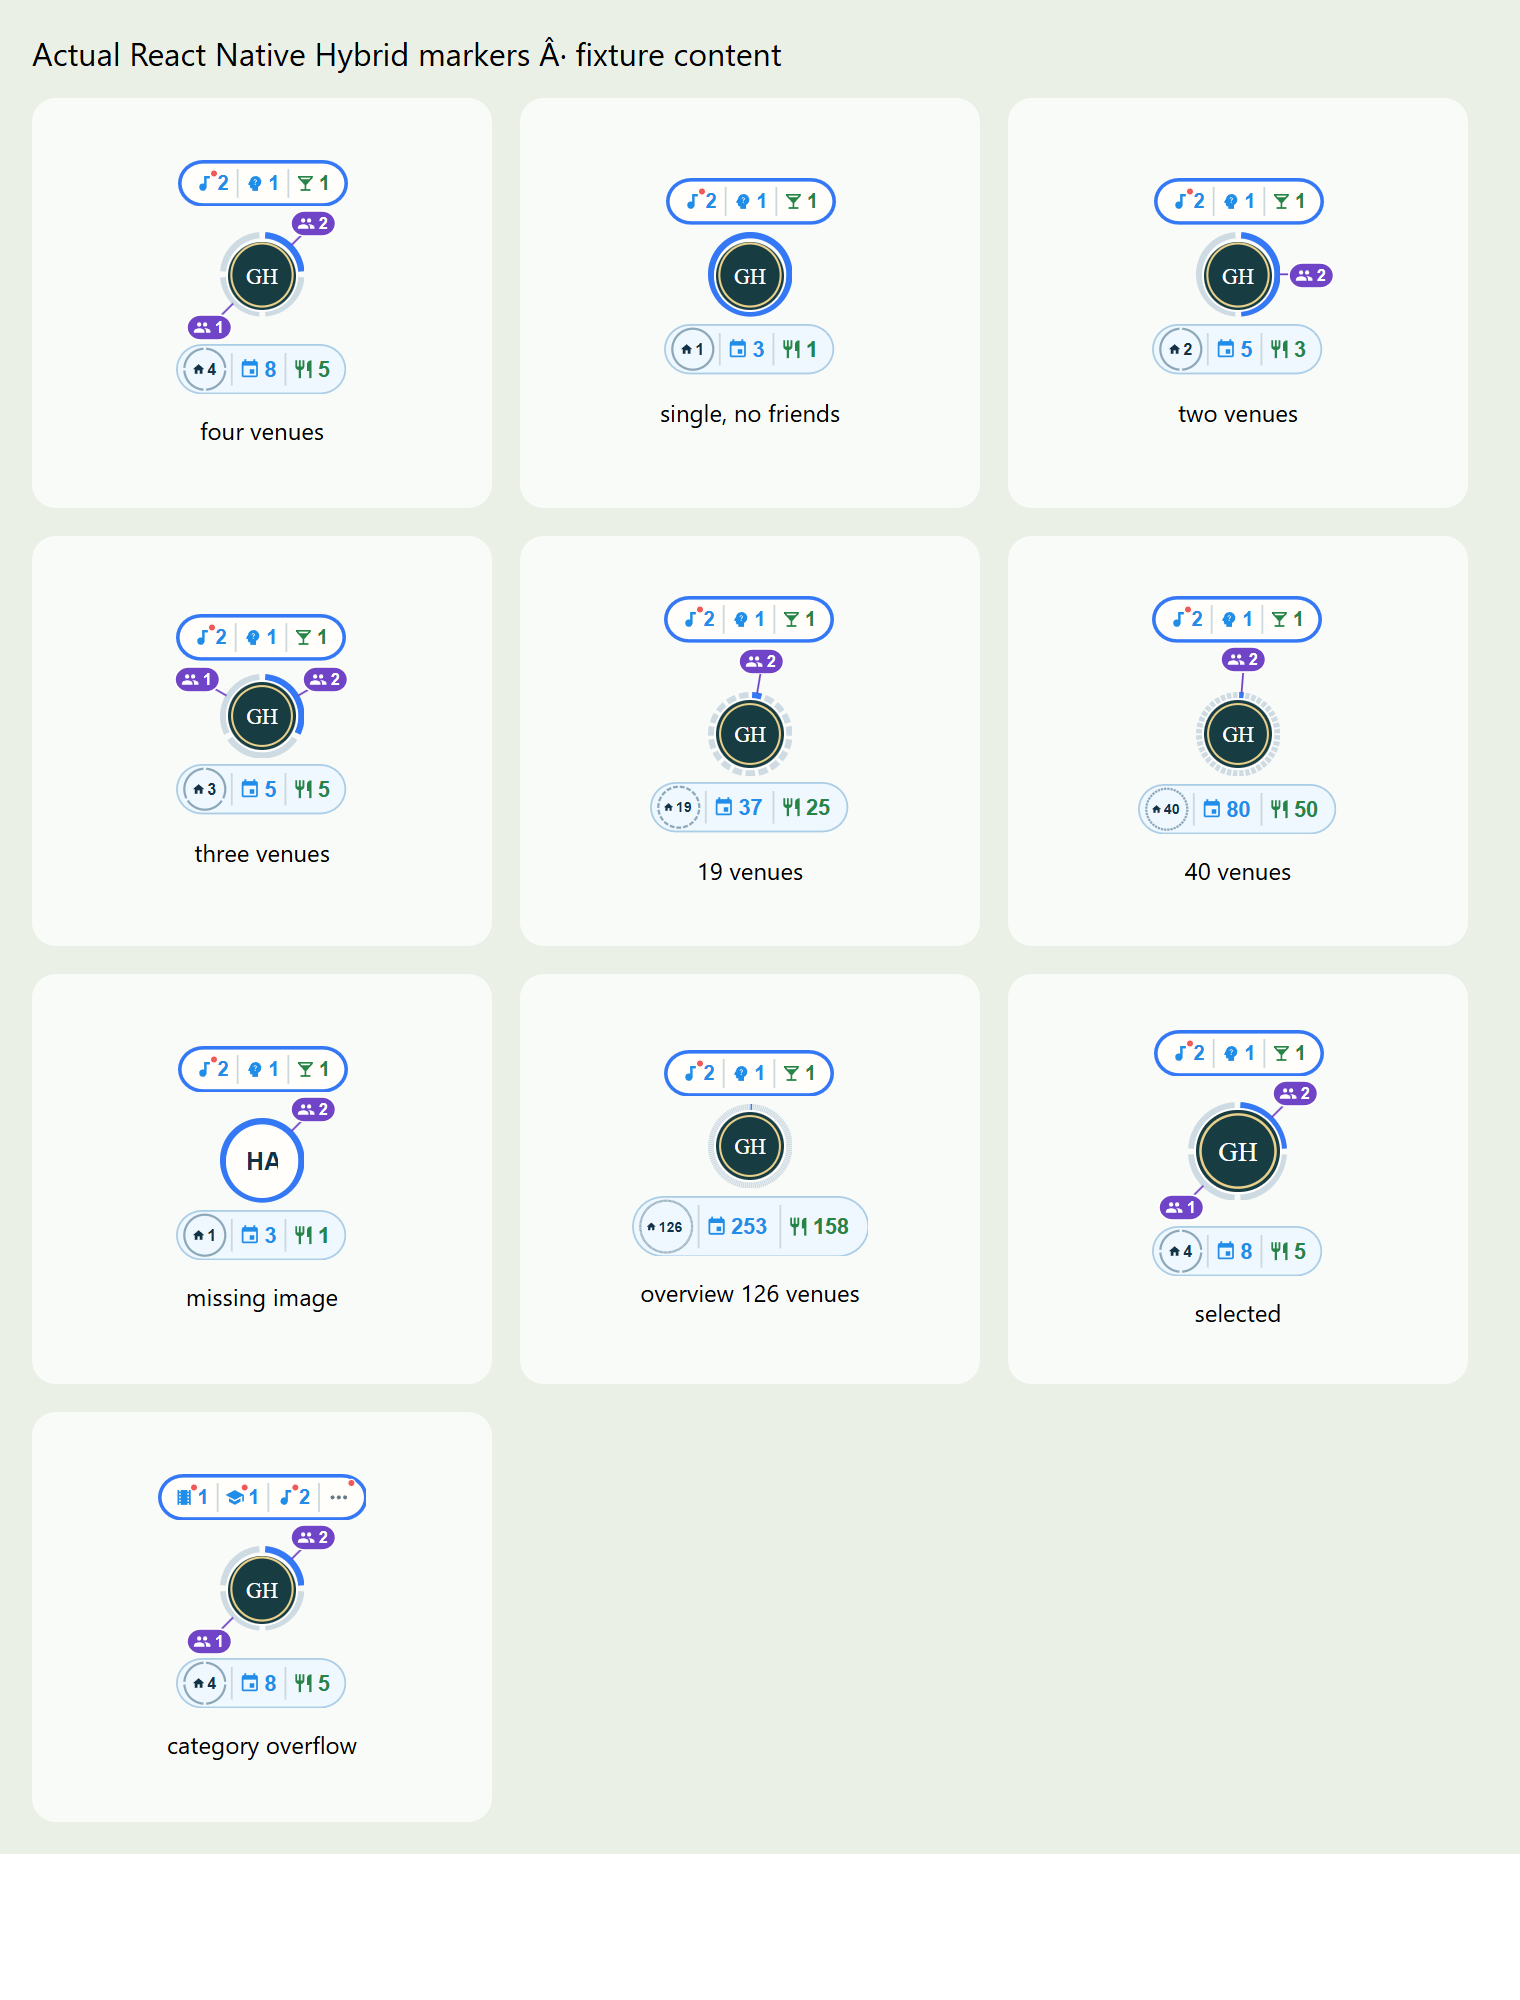 Actual React Native Hybrid markers Â· fixture content
2 1 1
2
GH
1
4 8 5
four venues
2 1 1
GH
1 3 1
single, no friends
2 1 1
GH
2
2 5 3
two venues
2 1 1
1 2
GH
3 5 5
three venues
2 1 1
2
GH
19 37 25
19 venues
2 1 1
2
GH
40 80 50
40 venues
2 1 1
2
HA
1 3 1
missing image
2 1 1
GH
126 253 158
overview 126 venues
2 1 1
2
GH
1
4 8 5
selected
1 1 2 ...
2
GH
1
4 8 5
category overflow